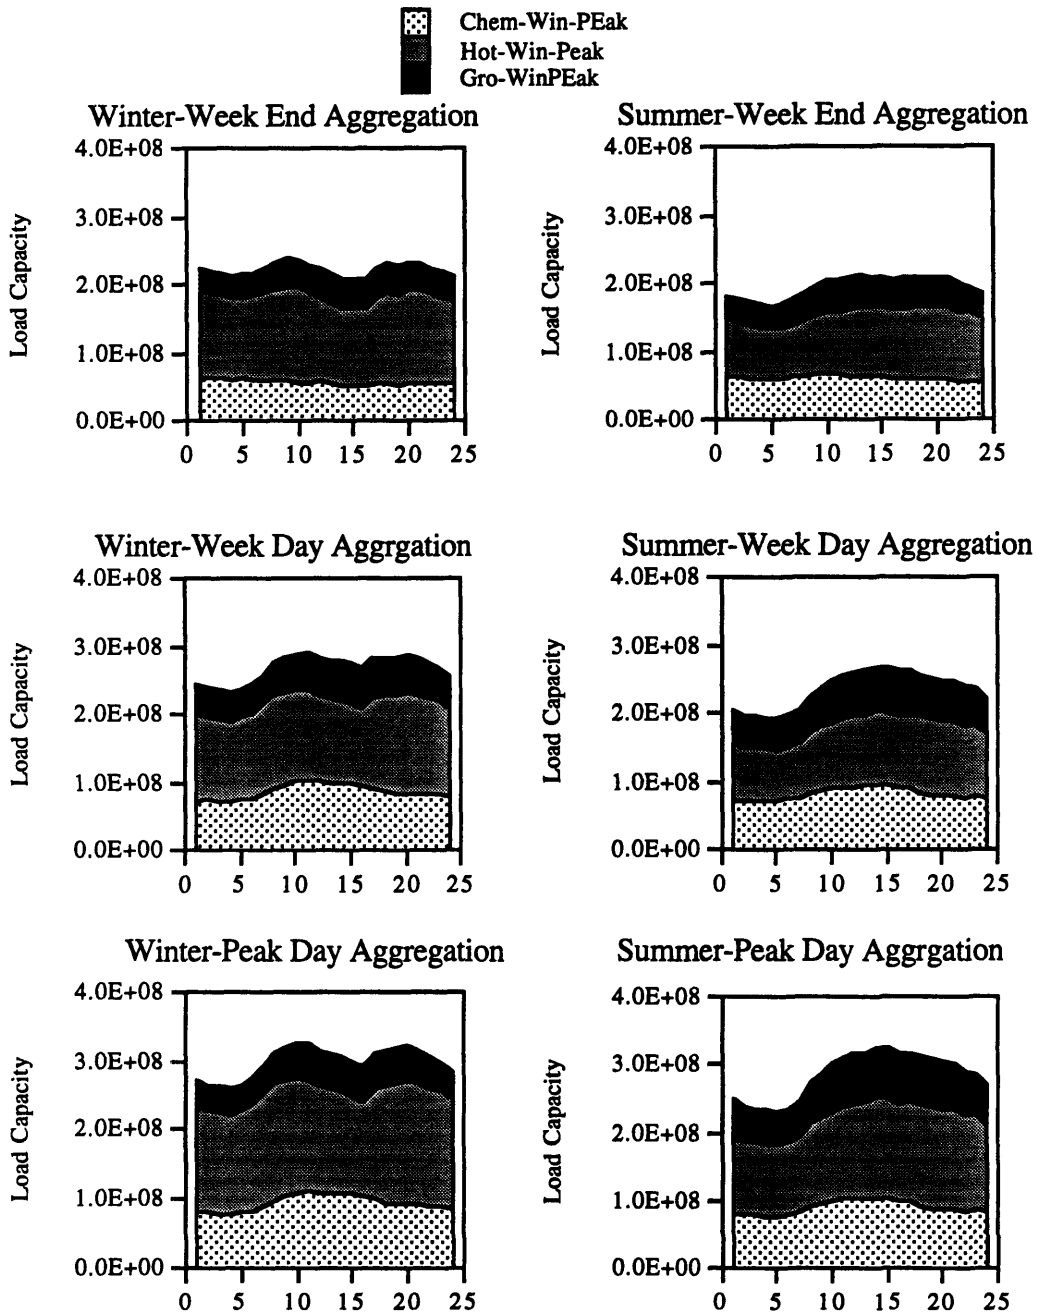 Chem-Win-PEak
Hot-Win-Peak
Gro-WinPEak
Winter-Week End Aggregation
4.0E+08
3.0E+08
2.0E+08
1.0E+08
0.0E+00
Load Capacity
0 5 10 15 20 25
Summer-Week End Aggregation
4.0E+08
3.0E+08
2.0E+08
1.0E+08
0.0E+00
Load Capacity
0 5 10 15 20 25
Winter-Week Day Aggrgation
4.0E+08
3.0E+08
2.0E+08
1.0E+08
0.0E+00
Load Capacity
0 5 10 15 20 25
Summer-Week Day Aggregation
4.0E+08
3.0E+08
2.0E+08
1.0E+08
0.0E+00
Load Capacity
0 5 10 15 20 25
Winter-Peak Day Aggregation
4.0E+08
3.0E+08
2.0E+08
1.0E+08
0.0E+00
Load Capacity
0 5 10 15 20 25
Summer-Peak Day Aggrgation
4.0E+08
3.0E+08
2.0E+08
1.0E+08
0.0E+00
Load Capacity
0 5 10 15 20 25